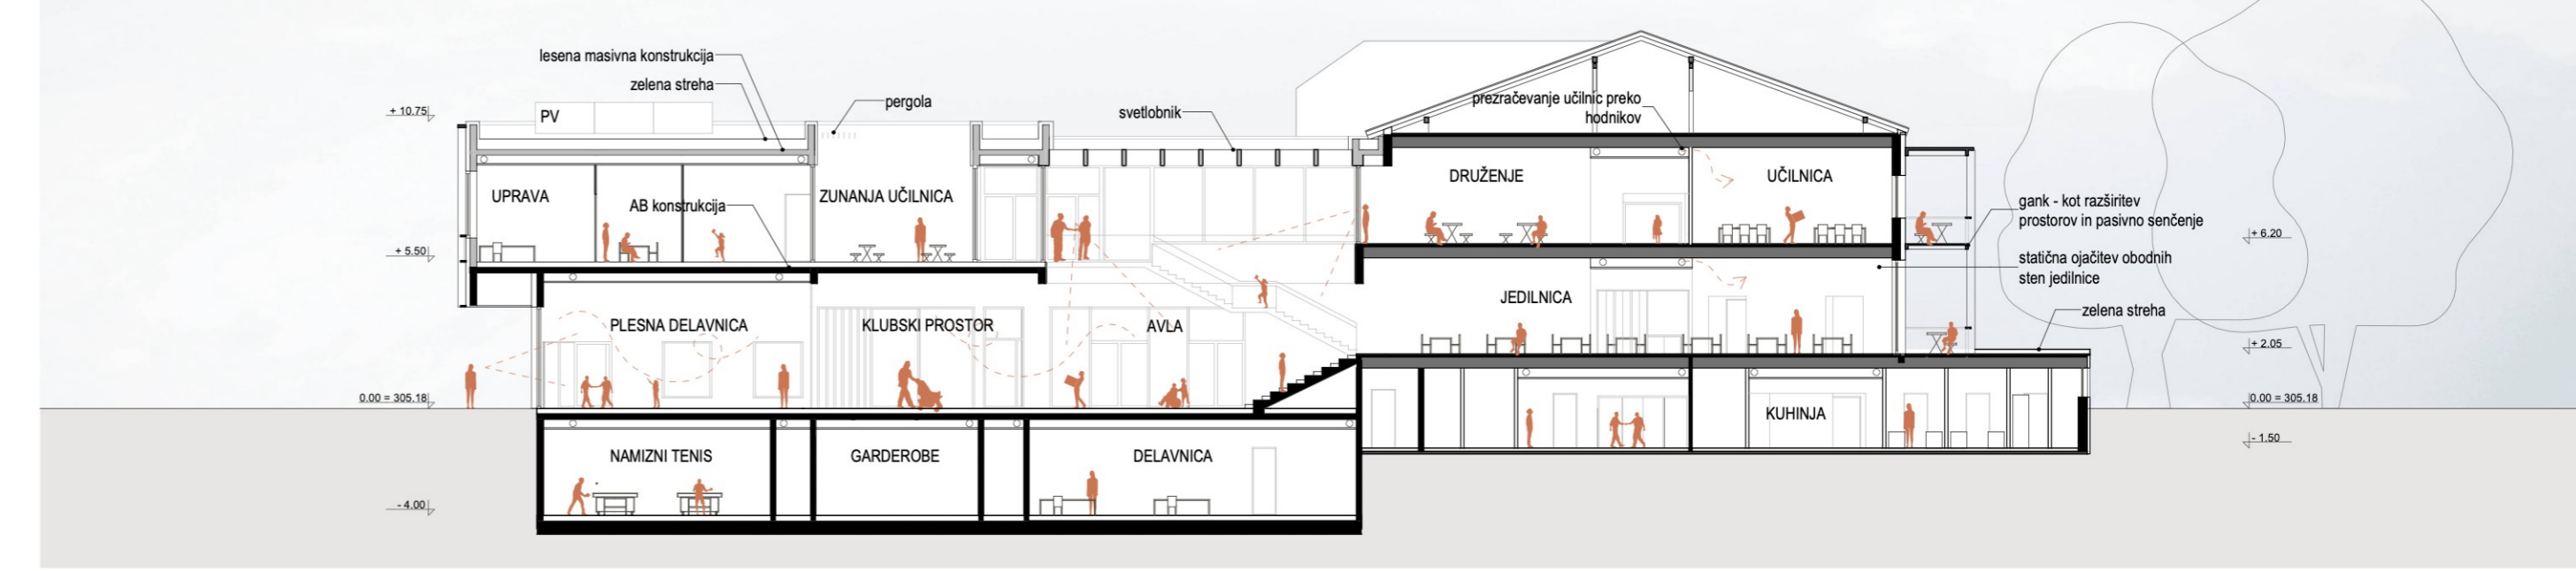 lesena masivna konstrukcija
zelena streha
pergola
svetlobnik
prezračevanje učilnic preko
hodnikov
+ 10.75
PV
UPRAVA
AB konstrukcija
ZUNANJA UČILNICA
DRUŽENJE
UČILNICA
gank - kot razširitev
prostorov in pasivno senčenje
+ 6.20
+ 5.50
statična ojačitev obodnih
sten jedilnice
JEDILNICA
zelena streha
PLESNA DELAVNICA
KLUBSKI PROSTOR
AVLA
+ 2.05
0.00 = 305.18
0.00 = 305.18
KUHINJA
- 1.50
NAMIZNI TENIS
GARDEROBE
DELAVNICA
- 4.00